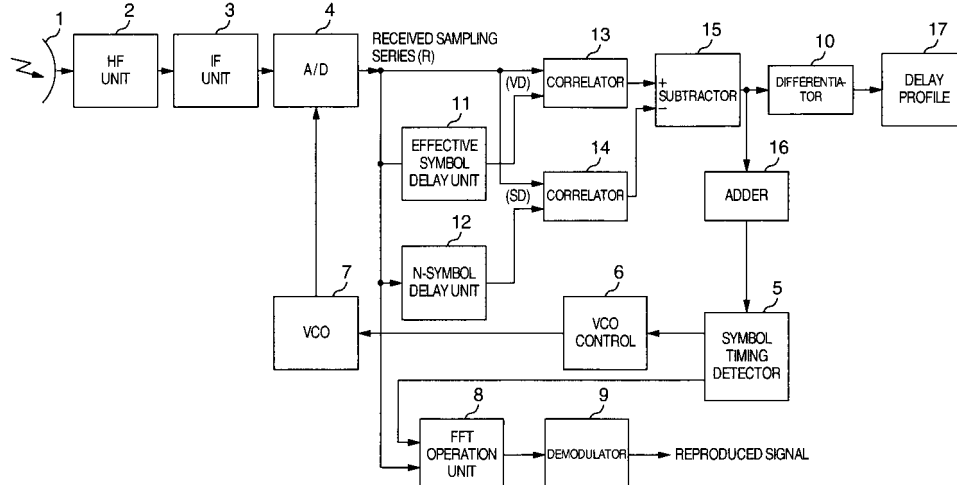 1
2
HF
UNIT
3
IF
UNIT
4
A/D
RECEIVED SAMPLING
SERIES (R)
(VD)
13
CORRELATOR
15
+
SUBTRACTOR
−
10
DIFFERENTIA-
TOR
17
DELAY
PROFILE
11
EFFECTIVE
SYMBOL
DELAY UNIT
14
(SD)
CORRELATOR
16
ADDER
12
N-SYMBOL
DELAY UNIT
7
VCO
6
VCO
CONTROL
5
SYMBOL
TIMING
DETECTOR
8
FFT
OPERATION
UNIT
9
DEMODULATOR
REPRODUCED SIGNAL